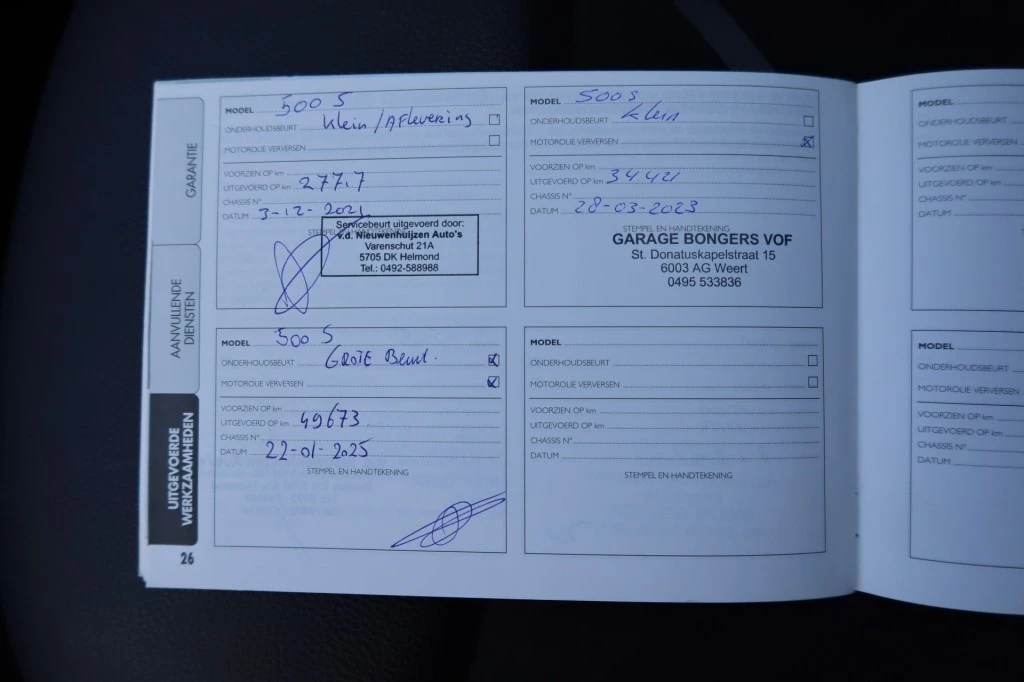 GARANTIE
AANVULLENDE
DIENSTEN
UITGEVOERDE
WERKZAAMHEDEN
26
MODEL 500 S
ONDERHOUDSBEURT Klein/Aflevering
MOTOROLIE VERVERSEN
VOORZIEN OP km
UITGEVOERD OP km 277.7
CHASSIS N°
DATUM 3-12-2021
STEMPEL EN HANDTEKENING
Servicebeurt uitgevoerd door:
v.d. Nieuwenhuijzen Auto's
Varenschut 21A
5705 DK Helmond
Tel.: 0492-588988
MODEL 500 S
ONDERHOUDSBEURT Klein
MOTOROLIE VERVERSEN
VOORZIEN OP km
UITGEVOERD OP km
CHASSIS N°
DATUM 28-03-2023
STEMPEL EN HANDTEKENING
GARAGE BONGERS VOF
St. Donatuskapelstraat 15
6003 AG Weert
0495 533836
MODEL 500 S
ONDERHOUDSBEURT GROTE Beurt.
MOTOROLIE VERVERSEN
VOORZIEN OP km
UITGEVOERD OP km 49673
CHASSIS N°
DATUM 22-01-2025
STEMPEL EN HANDTEKENING
MODEL
ONDERHOUDSBEURT
MOTOROLIE VERVERSEN
VOORZIEN OP km
UITGEVOERD OP km
CHASSIS N°
DATUM
STEMPEL EN HANDTEKENING
MODEL
ONDERHOUDSBEURT
MOTOROLIE VERVERSEN
VOORZIEN OP km
UITGEVOERD OP km
CHASSIS N°
DATUM
MODEL
ONDERHOUDSBEURT
MOTOROLIE VERVERSEN
VOORZIEN OP km
UITGEVOERD OP km
CHASSIS N°
DATUM